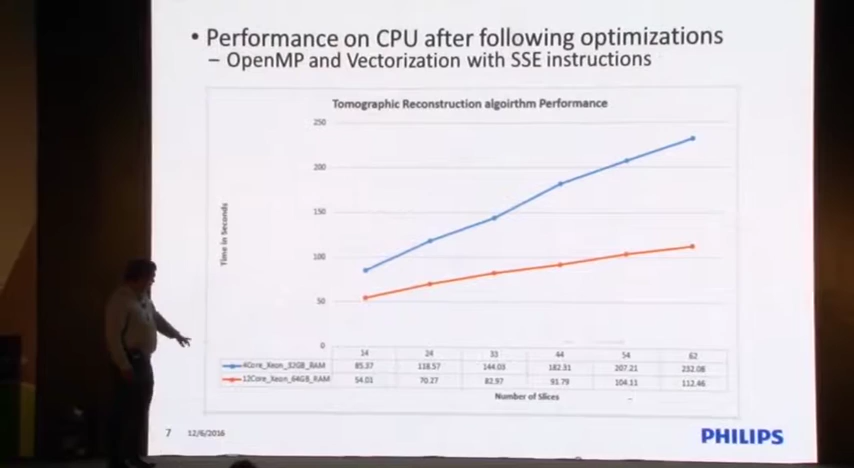 • Performance on CPU after following optimizations
– OpenMP and Vectorization with SSE instructions
Tomographic Reconstruction algoirthm Performance
250
200
150
100
50
0
Time in Seconds
14 24 33 44 54 62
4Core_Xeon_32GB_RAM 85.37 118.57 144.03 182.31 207.21 232.08
12Core_Xeon_64GB_RAM 54.01 70.27 82.97 91.79 104.11 112.46
Number of Slices
7 12/6/2016
PHILIPS